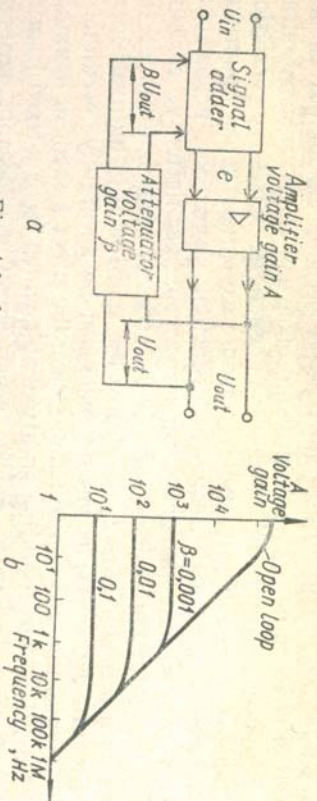 Amplifier
voltage gain A
Uin
Signal
adder
e
Uout
βUout
Attenuator
voltage
gain β
Uout
a
A
Voltage
gain
Open loop
10⁴
10³
β=0,001
10²
0,01
10¹
0,1
1
10¹ 100 1k 10k 100k 1M
Frequency, Hz
b